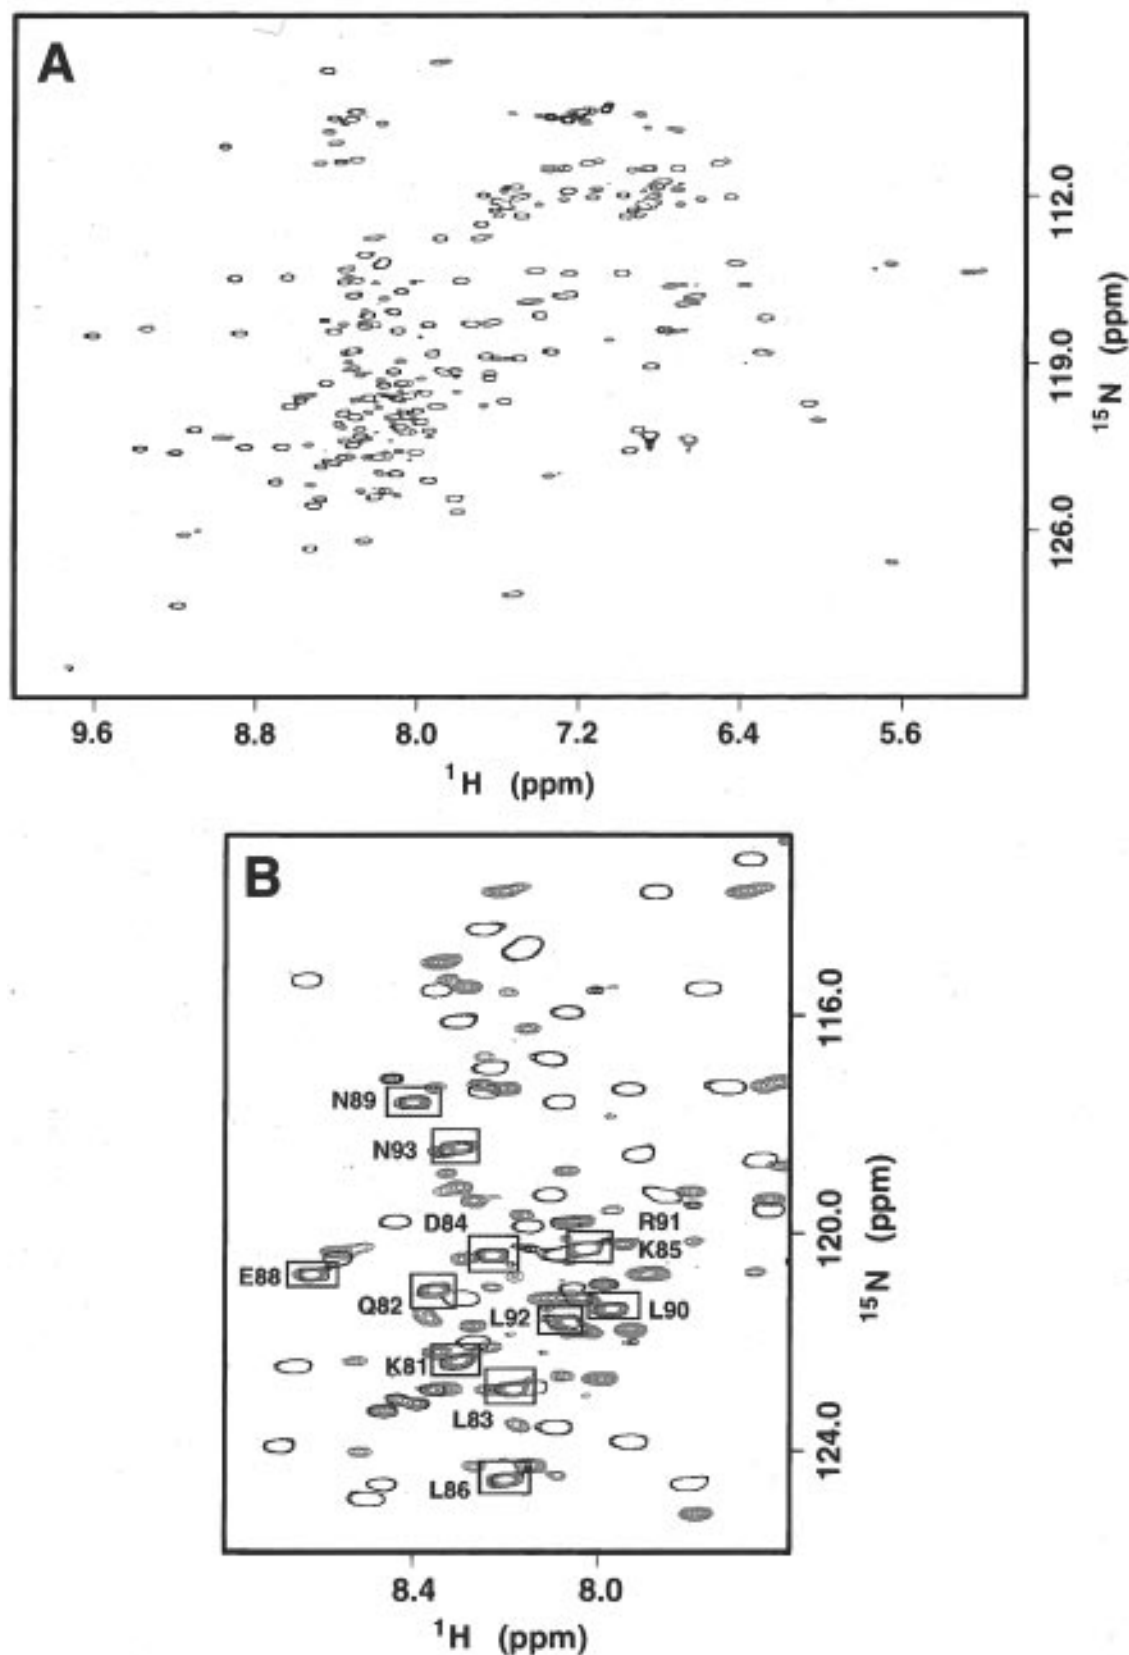 A
112.0
119.0
126.0
15N (ppm)
9.6 8.8 8.0 7.2 6.4 5.6
1H (ppm)
B
116.0
N89
N93
D84 R91
120.0
K85
E88
Q82 L92 L90
K81
L83
124.0
L86
15N (ppm)
8.4 8.0
1H (ppm)